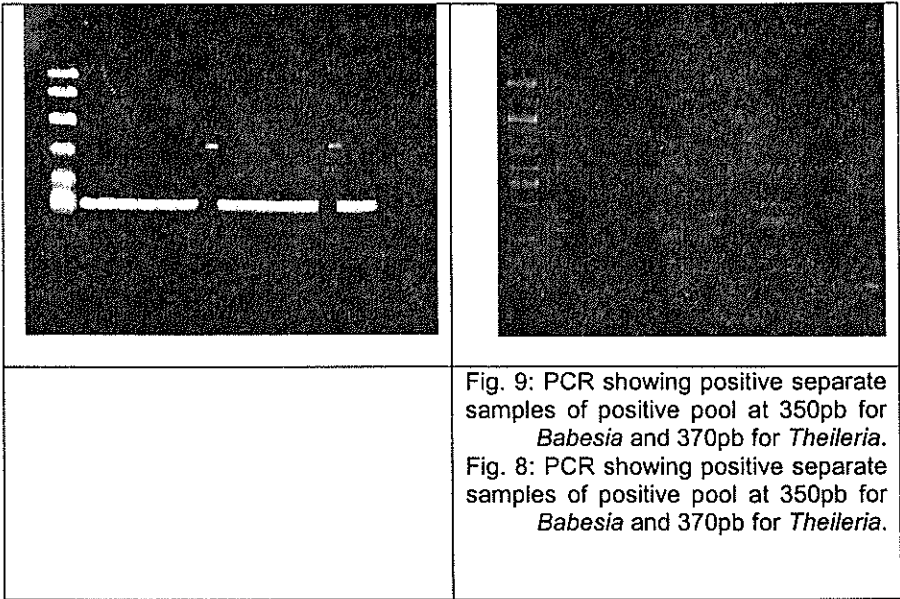 Fig. 9: PCR showing positive separate
samples of positive pool at 350pb for
Babesia and 370pb for Theileria.
Fig. 8: PCR showing positive separate
samples of positive pool at 350pb for
Babesia and 370pb for Theileria.